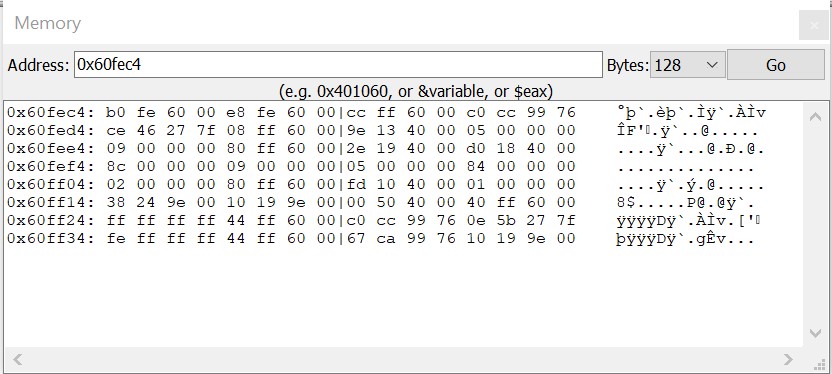 Memory
Address: 0x60fec4 Bytes: 128 Go
(e.g. 0x401060, or &variable, or $eax)
0x60fec4: b0 fe 60 00 e8 fe 60 00|cc ff 60 00 c0 cc 99 76 °þ`.èþ`.Ìÿ`.ÀÌ™v
0x60fed4: ce 46 27 7f 08 ff 60 00|9e 13 40 00 05 00 00 00 ÎF'.ÿ`..@.....
0x60fee4: 09 00 00 00 80 ff 60 00|2e 19 40 00 d0 18 40 00 ....ÿ`...@.Ð.@.
0x60fef4: 8c 00 00 00 09 00 00 00|05 00 00 00 84 00 00 00 ..............
0x60ff04: 02 00 00 00 80 ff 60 00|fd 10 40 00 01 00 00 00 ....ÿ`.ý.@.....
0x60ff14: 38 24 9e 00 10 19 9e 00|00 50 40 00 40 ff 60 00 8$.....P@.@ÿ`.
0x60ff24: ff ff ff ff 44 ff 60 00|c0 cc 99 76 0e 5b 27 7f ÿÿÿÿDÿ`.ÀÌv.['
0x60ff34: fe ff ff ff 44 ff 60 00|67 ca 99 76 10 19 9e 00 þÿÿÿDÿ`.gÊv...